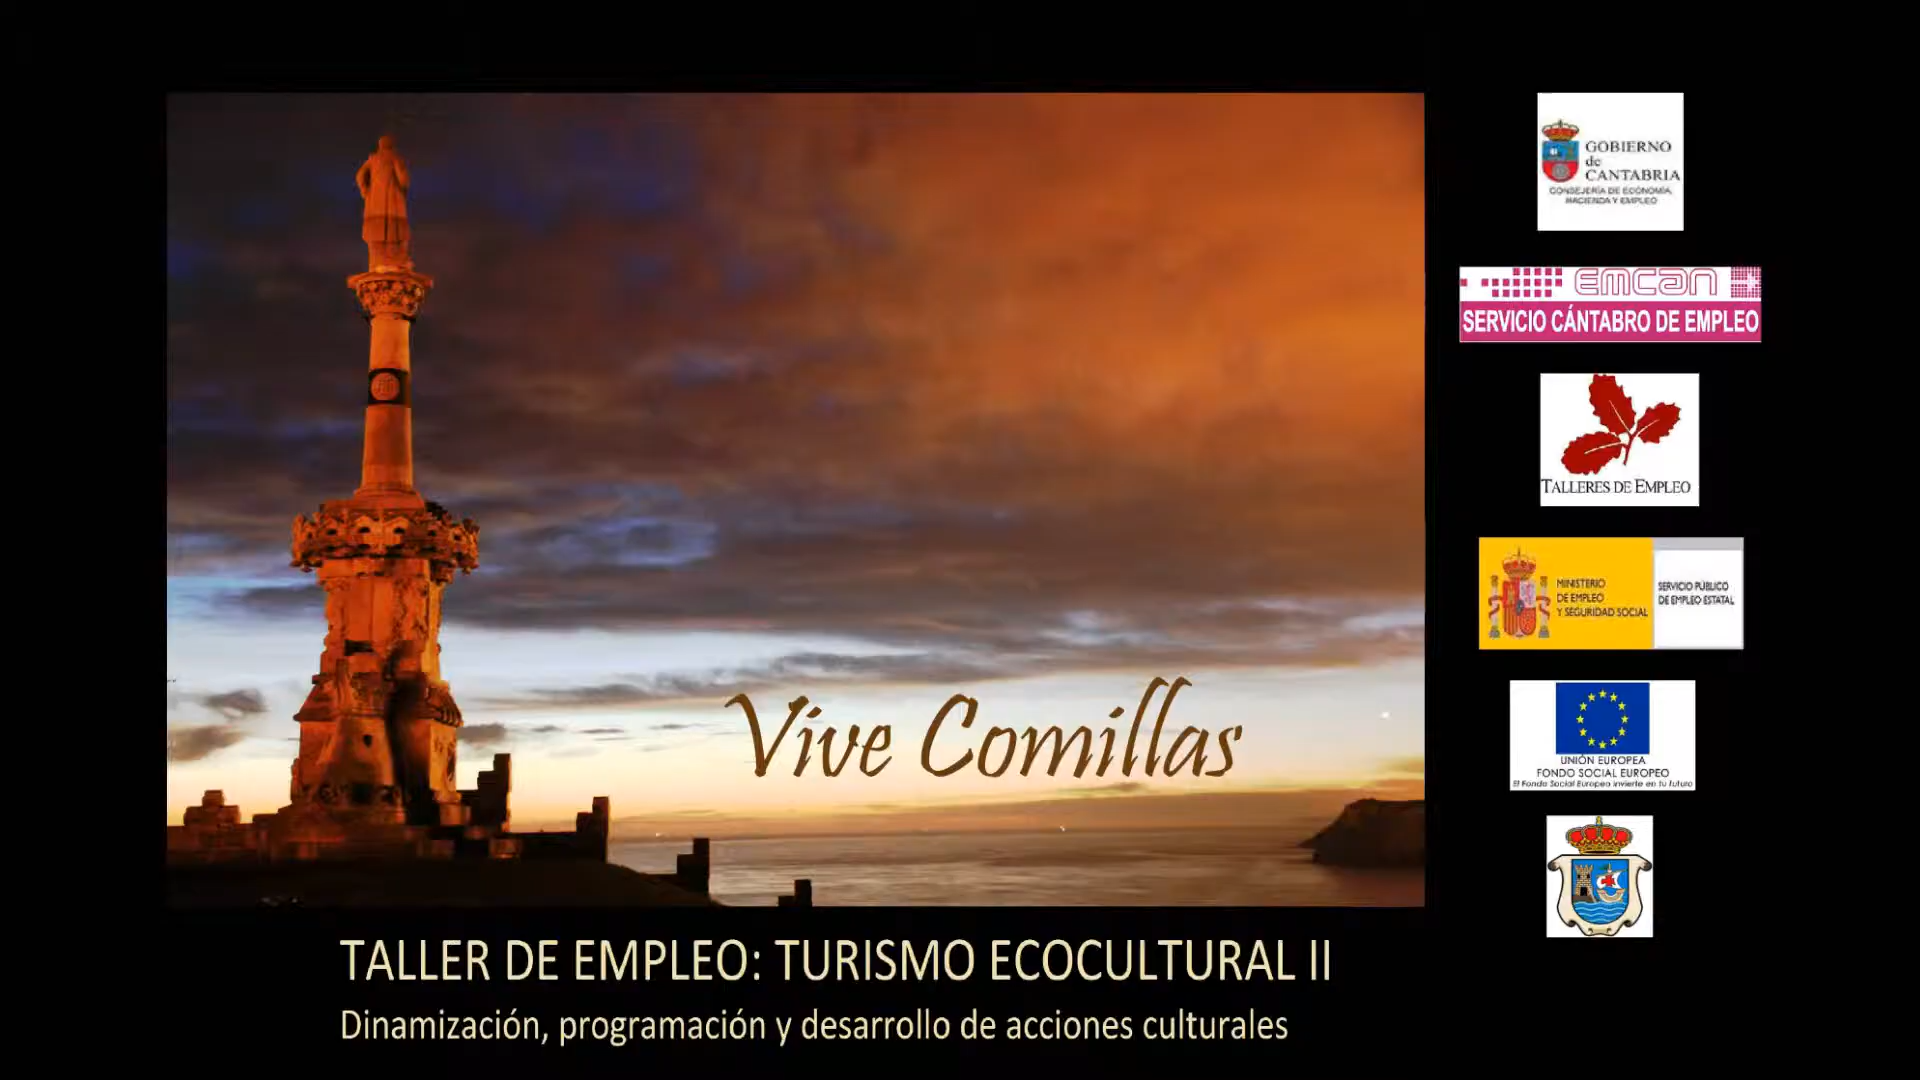 Vive Comillas
TALLER DE EMPLEO: TURISMO ECOCULTURAL II
Dinamización, programación y desarrollo de acciones culturales
GOBIERNO
de
CANTABRIA
CONSEJERÍA DE ECONOMÍA,
HACIENDA Y EMPLEO
EMCAN
SERVICIO CÁNTABRO DE EMPLEO
TALLERES DE EMPLEO
MINISTERIO
DE EMPLEO
Y SEGURIDAD SOCIAL
SERVICIO PÚBLICO
DE EMPLEO ESTATAL
UNIÓN EUROPEA
FONDO SOCIAL EUROPEO
El Fondo Social Europeo invierte en tu futuro